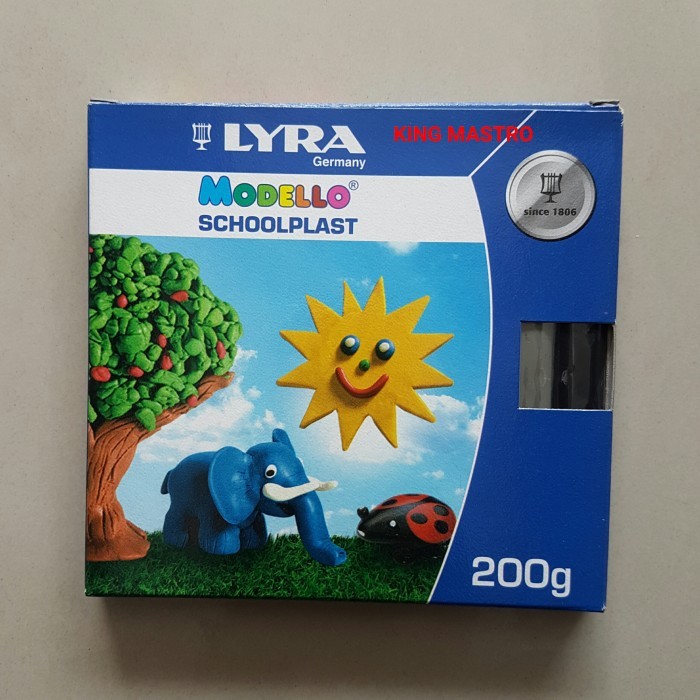 LYRA
Germany
KING MASTRO
MODELLO®
SCHOOLPLAST
since 1806
200g